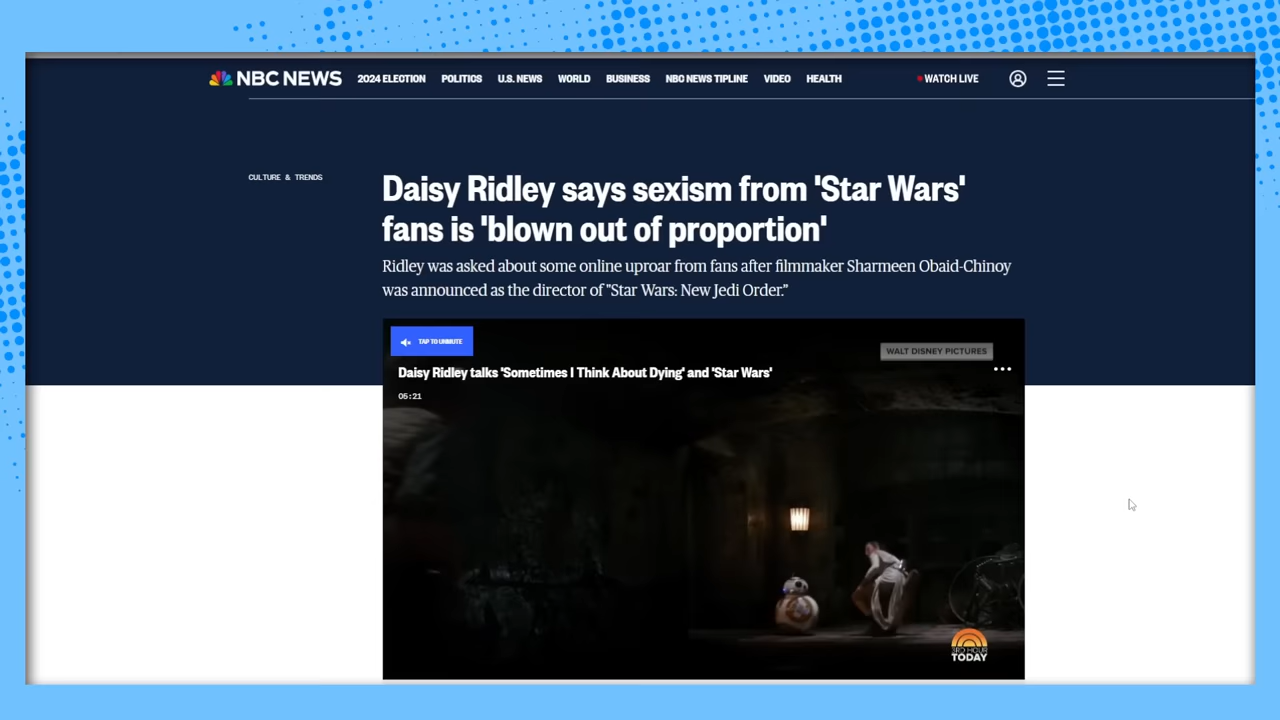 NBC NEWS 2024 ELECTION POLITICS U.S. NEWS WORLD BUSINESS NBC NEWS TIPLINE VIDEO HEALTH WATCH LIVE
CULTURE & TRENDS
Daisy Ridley says sexism from 'Star Wars'
fans is 'blown out of proportion'
Ridley was asked about some online uproar from fans after filmmaker Sharmeen Obaid-Chinoy
was announced as the director of "Star Wars: New Jedi Order."
TAP TO UNMUTE
WALT DISNEY PICTURES
Daisy Ridley talks 'Sometimes I Think About Dying' and 'Star Wars'
05:21
3RD HOUR
TODAY